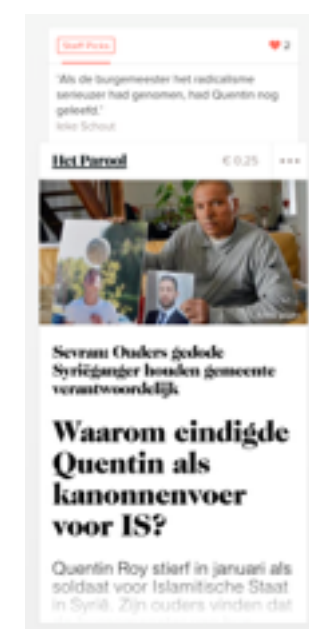 Staff Picks
2
'Als de burgemeester het radicalisme
serieuzer had genomen, had Quentin nog
geleefd.'
Ieke Schout
Het Parool
€ 0,25
Sevran: Ouders gedode
Syriëganger houden gemeente
verantwoordelijk
Waarom eindigde
Quentin als
kanonnenvoer
voor IS?
Quentin Roy stierf in januari als
soldaat voor Islamitische Staat
in Syrië. Zijn ouders vinden dat